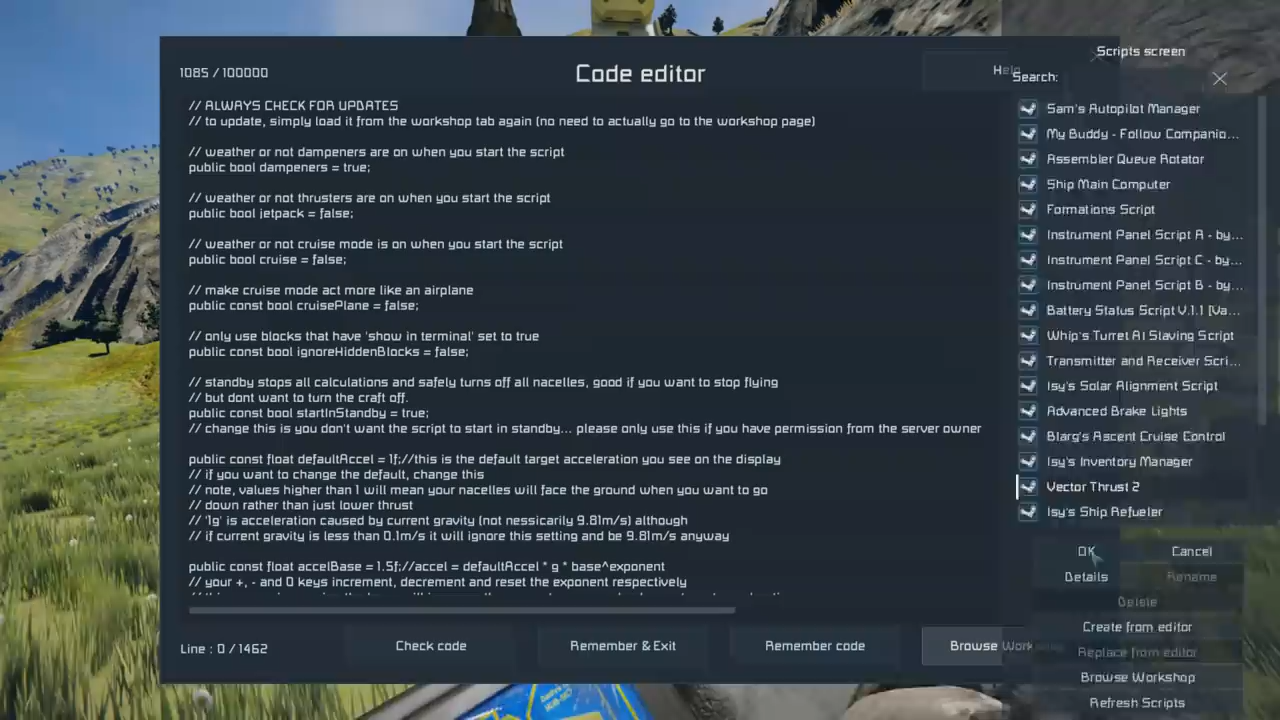 1085 / 100000
Code editor
Scripts screen
Search:
// ALWAYS CHECK FOR UPDATES
// to update, simply load it from the workshop tab again (no need to actually go to the workshop page)
// weather or not dampeners are on when you start the script
public bool dampeners = true;
// weather or not thrusters are on when you start the script
public bool jetpack = false;
// weather or not cruise mode is on when you start the script
public bool cruise = false;
// make cruise mode act more like an airplane
public const bool cruisePlane = false;
// only use blocks that have 'show in terminal' set to true
public const bool ignoreHiddenBlocks = false;
// standby stops all calculations and safely turns off all nacelles, good if you want to stop flying
// but dont want to turn the craft off.
public const bool startInStandby = true;
// change this is you don't want the script to start in standby... please only use this if you have permission from the server owner
public const float defaultAccel = 1f;//this is the default target acceleration you see on the display
// if you want to change the default, change this
// note, values higher than 1 will mean your nacelles will face the ground when you want to go
// down rather than just lower thrust
// '1g' is acceleration caused by current gravity (not nessicarily 9.81m/s) although
// if current gravity is less than 0.1m/s it will ignore this setting and be 9.81m/s anyway
public const float accelBase = 1.5f;//accel = defaultAccel * g * base^exponent
// your +, - and 0 keys increment, decrement and reset the exponent respectively
Line : 0 / 1462
Check code
Remember & Exit
Remember code
Browse
Sam's Autopilot Manager
My Buddy - Follow Companio...
Assembler Queue Rotator
Ship Main Computer
Formations Script
Instrument Panel Script A - by...
Instrument Panel Script C - by...
Instrument Panel Script B - by...
Battery Status Script V.1.1 [Va...
Whip's Turret AI Slaving Script
Transmitter and Receiver Scri...
Isy's Solar Alignment Script
Advanced Brake Lights
Blarg's Ascent Cruise Control
Isy's Inventory Manager
Vector Thrust 2
Isy's Ship Refueler
OK
Cancel
Details
Rename
Delete
Create from editor
Replace from editor
Browse Workshop
Refresh Scripts